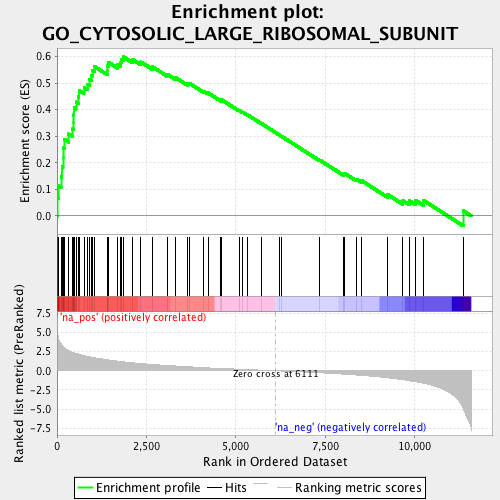 Enrichment plot:
GO_CYTOSOLIC_LARGE_RIBOSOMAL_SUBUNIT
Enrichment score (ES)
0.6
0.5
0.4
0.3
0.2
0.1
0.0
Ranked list metric (PreRanked)
7.5
5.0
2.5
0.0
-2.5
-5.0
-7.5
'na_pos' (positively correlated)
Zero cross at 6111
'na_neg' (negatively correlated)
0
2,500
5,000
7,500
10,000
Rank in Ordered Dataset
Enrichment profile
Hits
Ranking metric scores